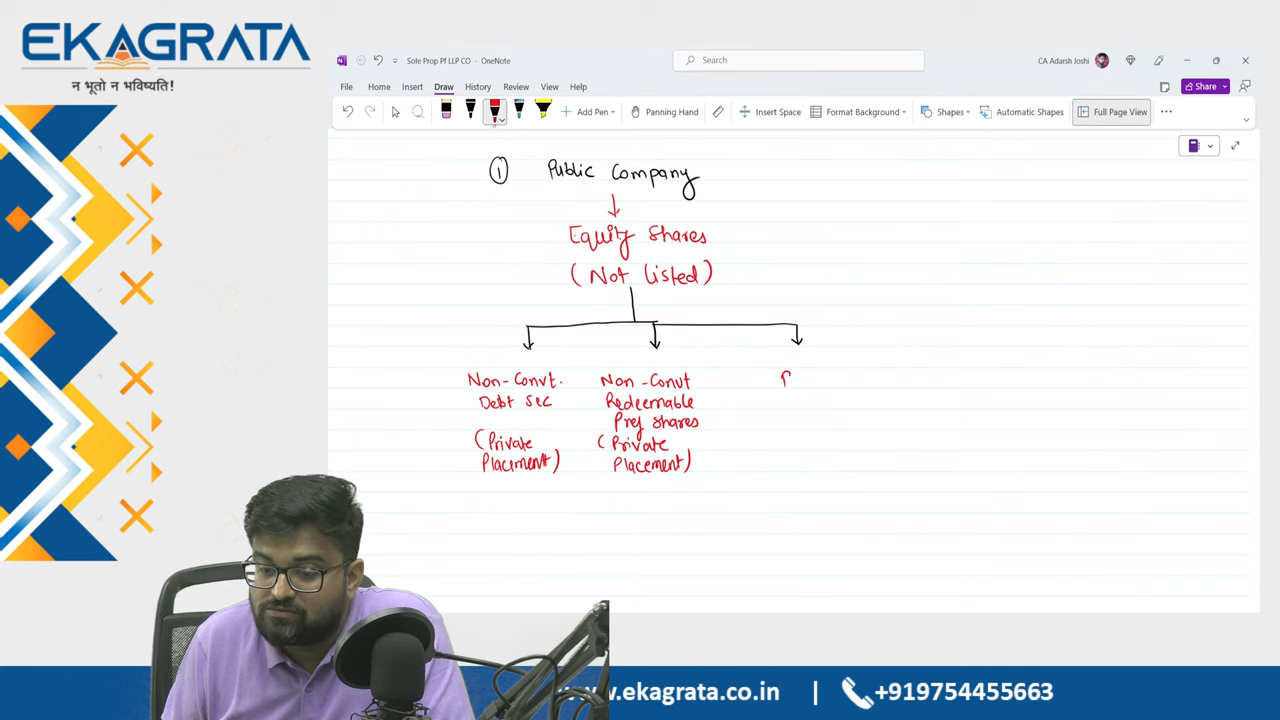 EKAGRATA
न भूतो न भविष्यति!
Sole Prop Pf LLP CO - OneNote
Search
CA Adarsh Joshi
File Home Insert Draw History Review View Help
Share
Add Pen
Panning Hand
Insert Space
Format Background
Shapes
Automatic Shapes
Full Page View
① Public Company
Equity Shares
(Not listed)
Non-Convt.
Debt Sec
(Private
Placement)
Non-Convt
Redeemable
Pref Shares
(Private
Placement)
www.ekagrata.co.in | +919754455663